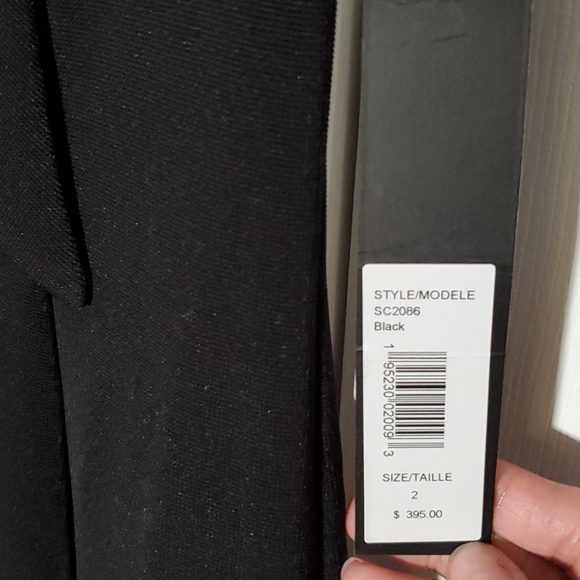 STYLE/MODELE
SC2086
Black
1 95230 02009 3
SIZE/TAILLE
2
$ 395.00